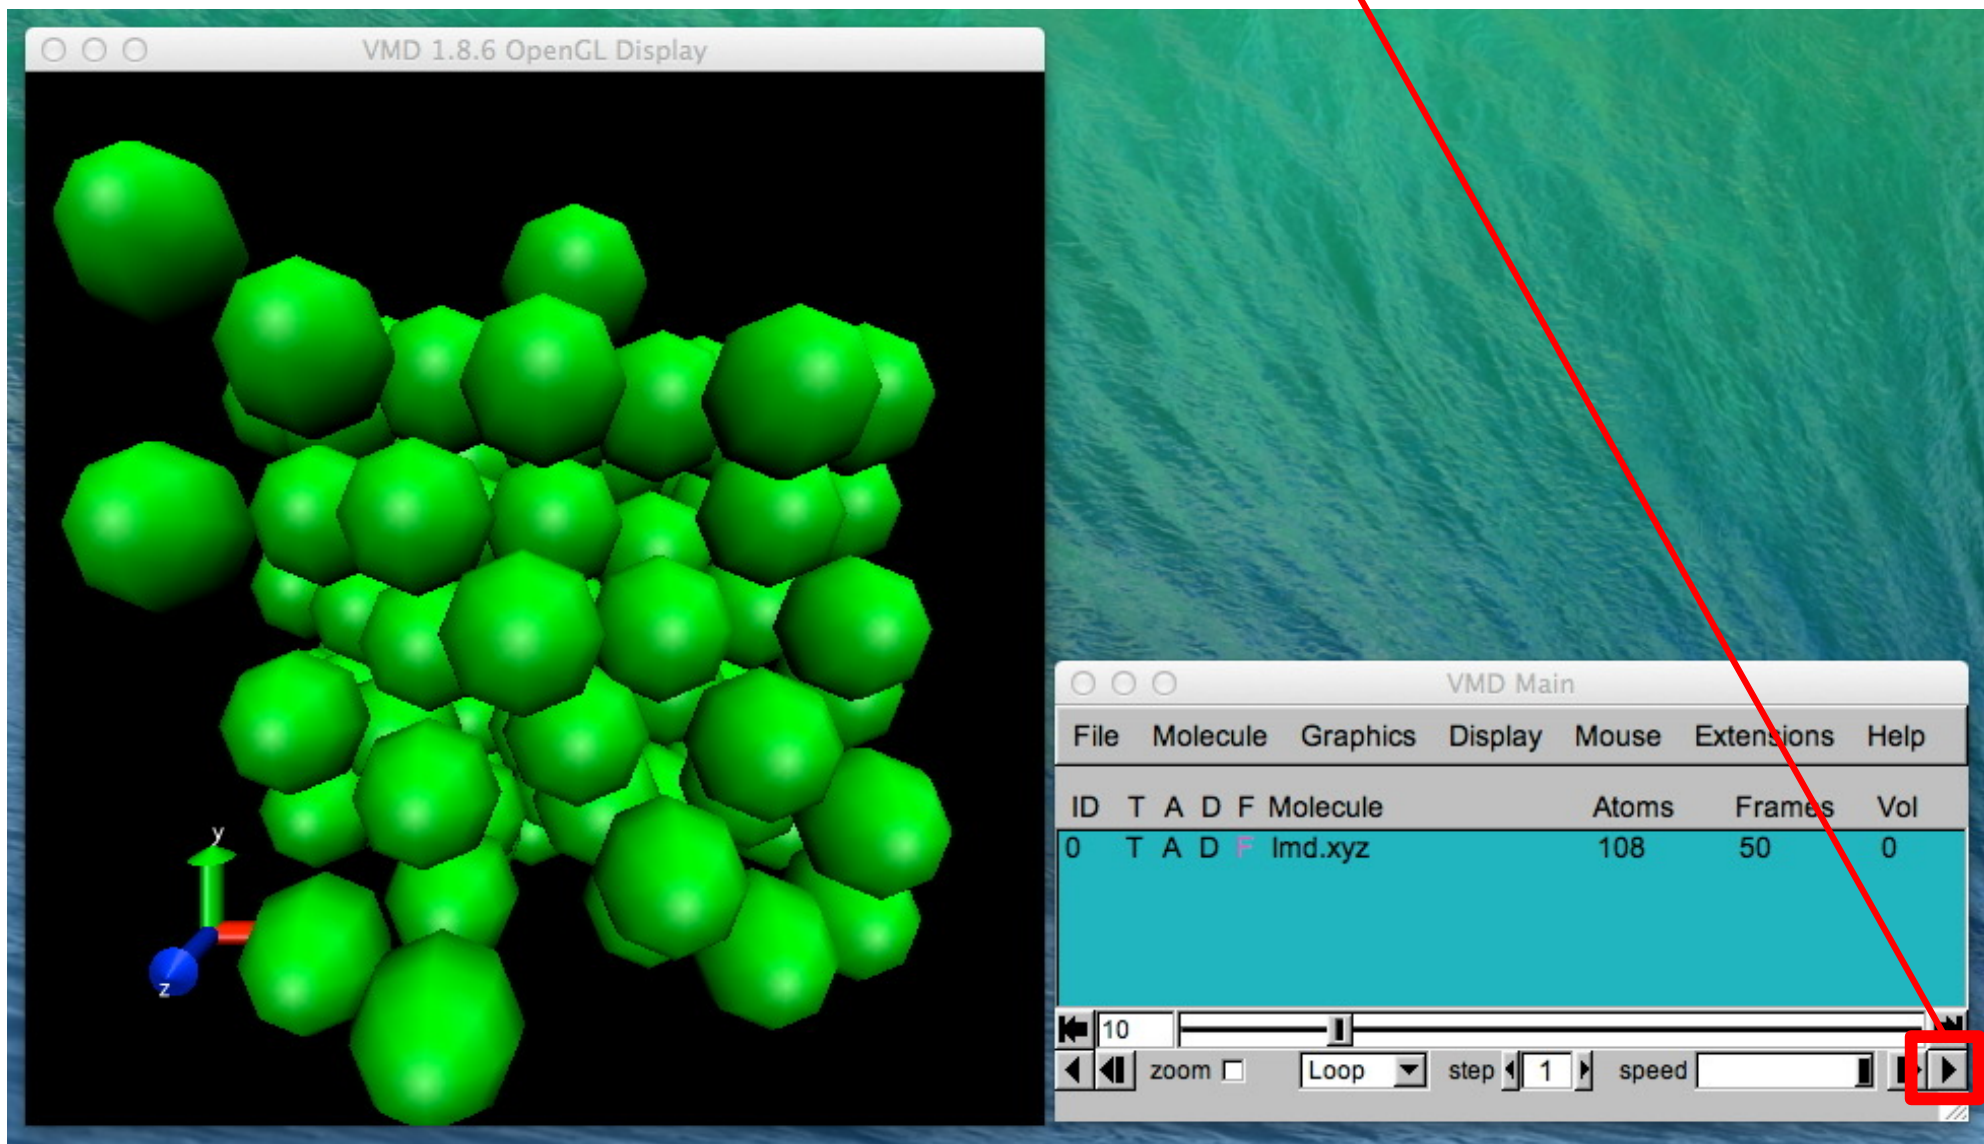 VMD 1.8.6 OpenGL Display
y
z
VMD Main
File Molecule Graphics Display Mouse Extensions Help
ID T A D F Molecule Atoms Frames Vol
0 T A D F lmd.xyz 108 50 0
10
zoom Loop step 1 speed